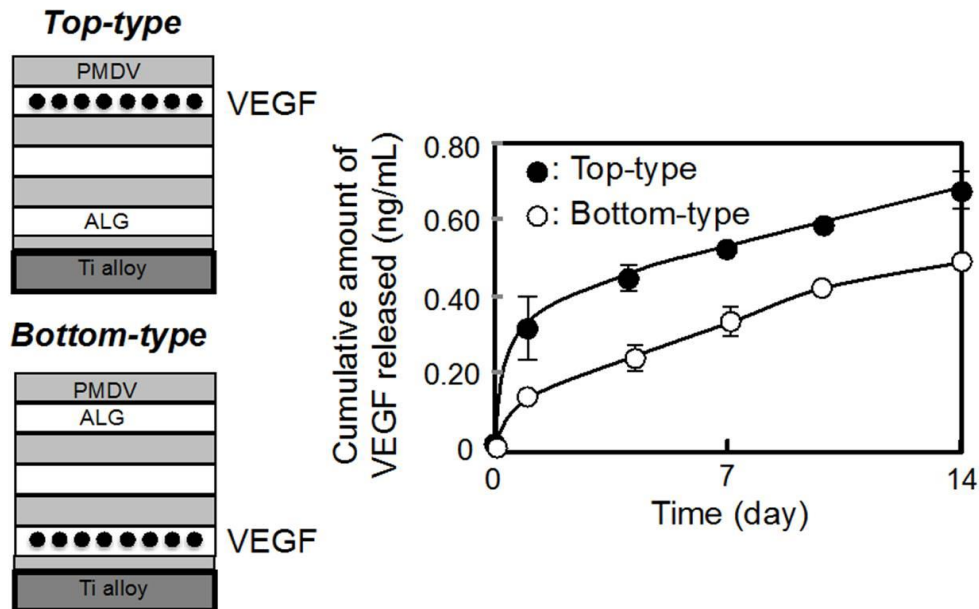 Top-type
PMDV
VEGF
ALG
Ti alloy
Bottom-type
PMDV
ALG
VEGF
Ti alloy
Cumulative amount of
VEGF released (ng/mL)
0.80
0.60
0.40
0.20
0
●: Top-type
○: Bottom-type
0
7
14
Time (day)